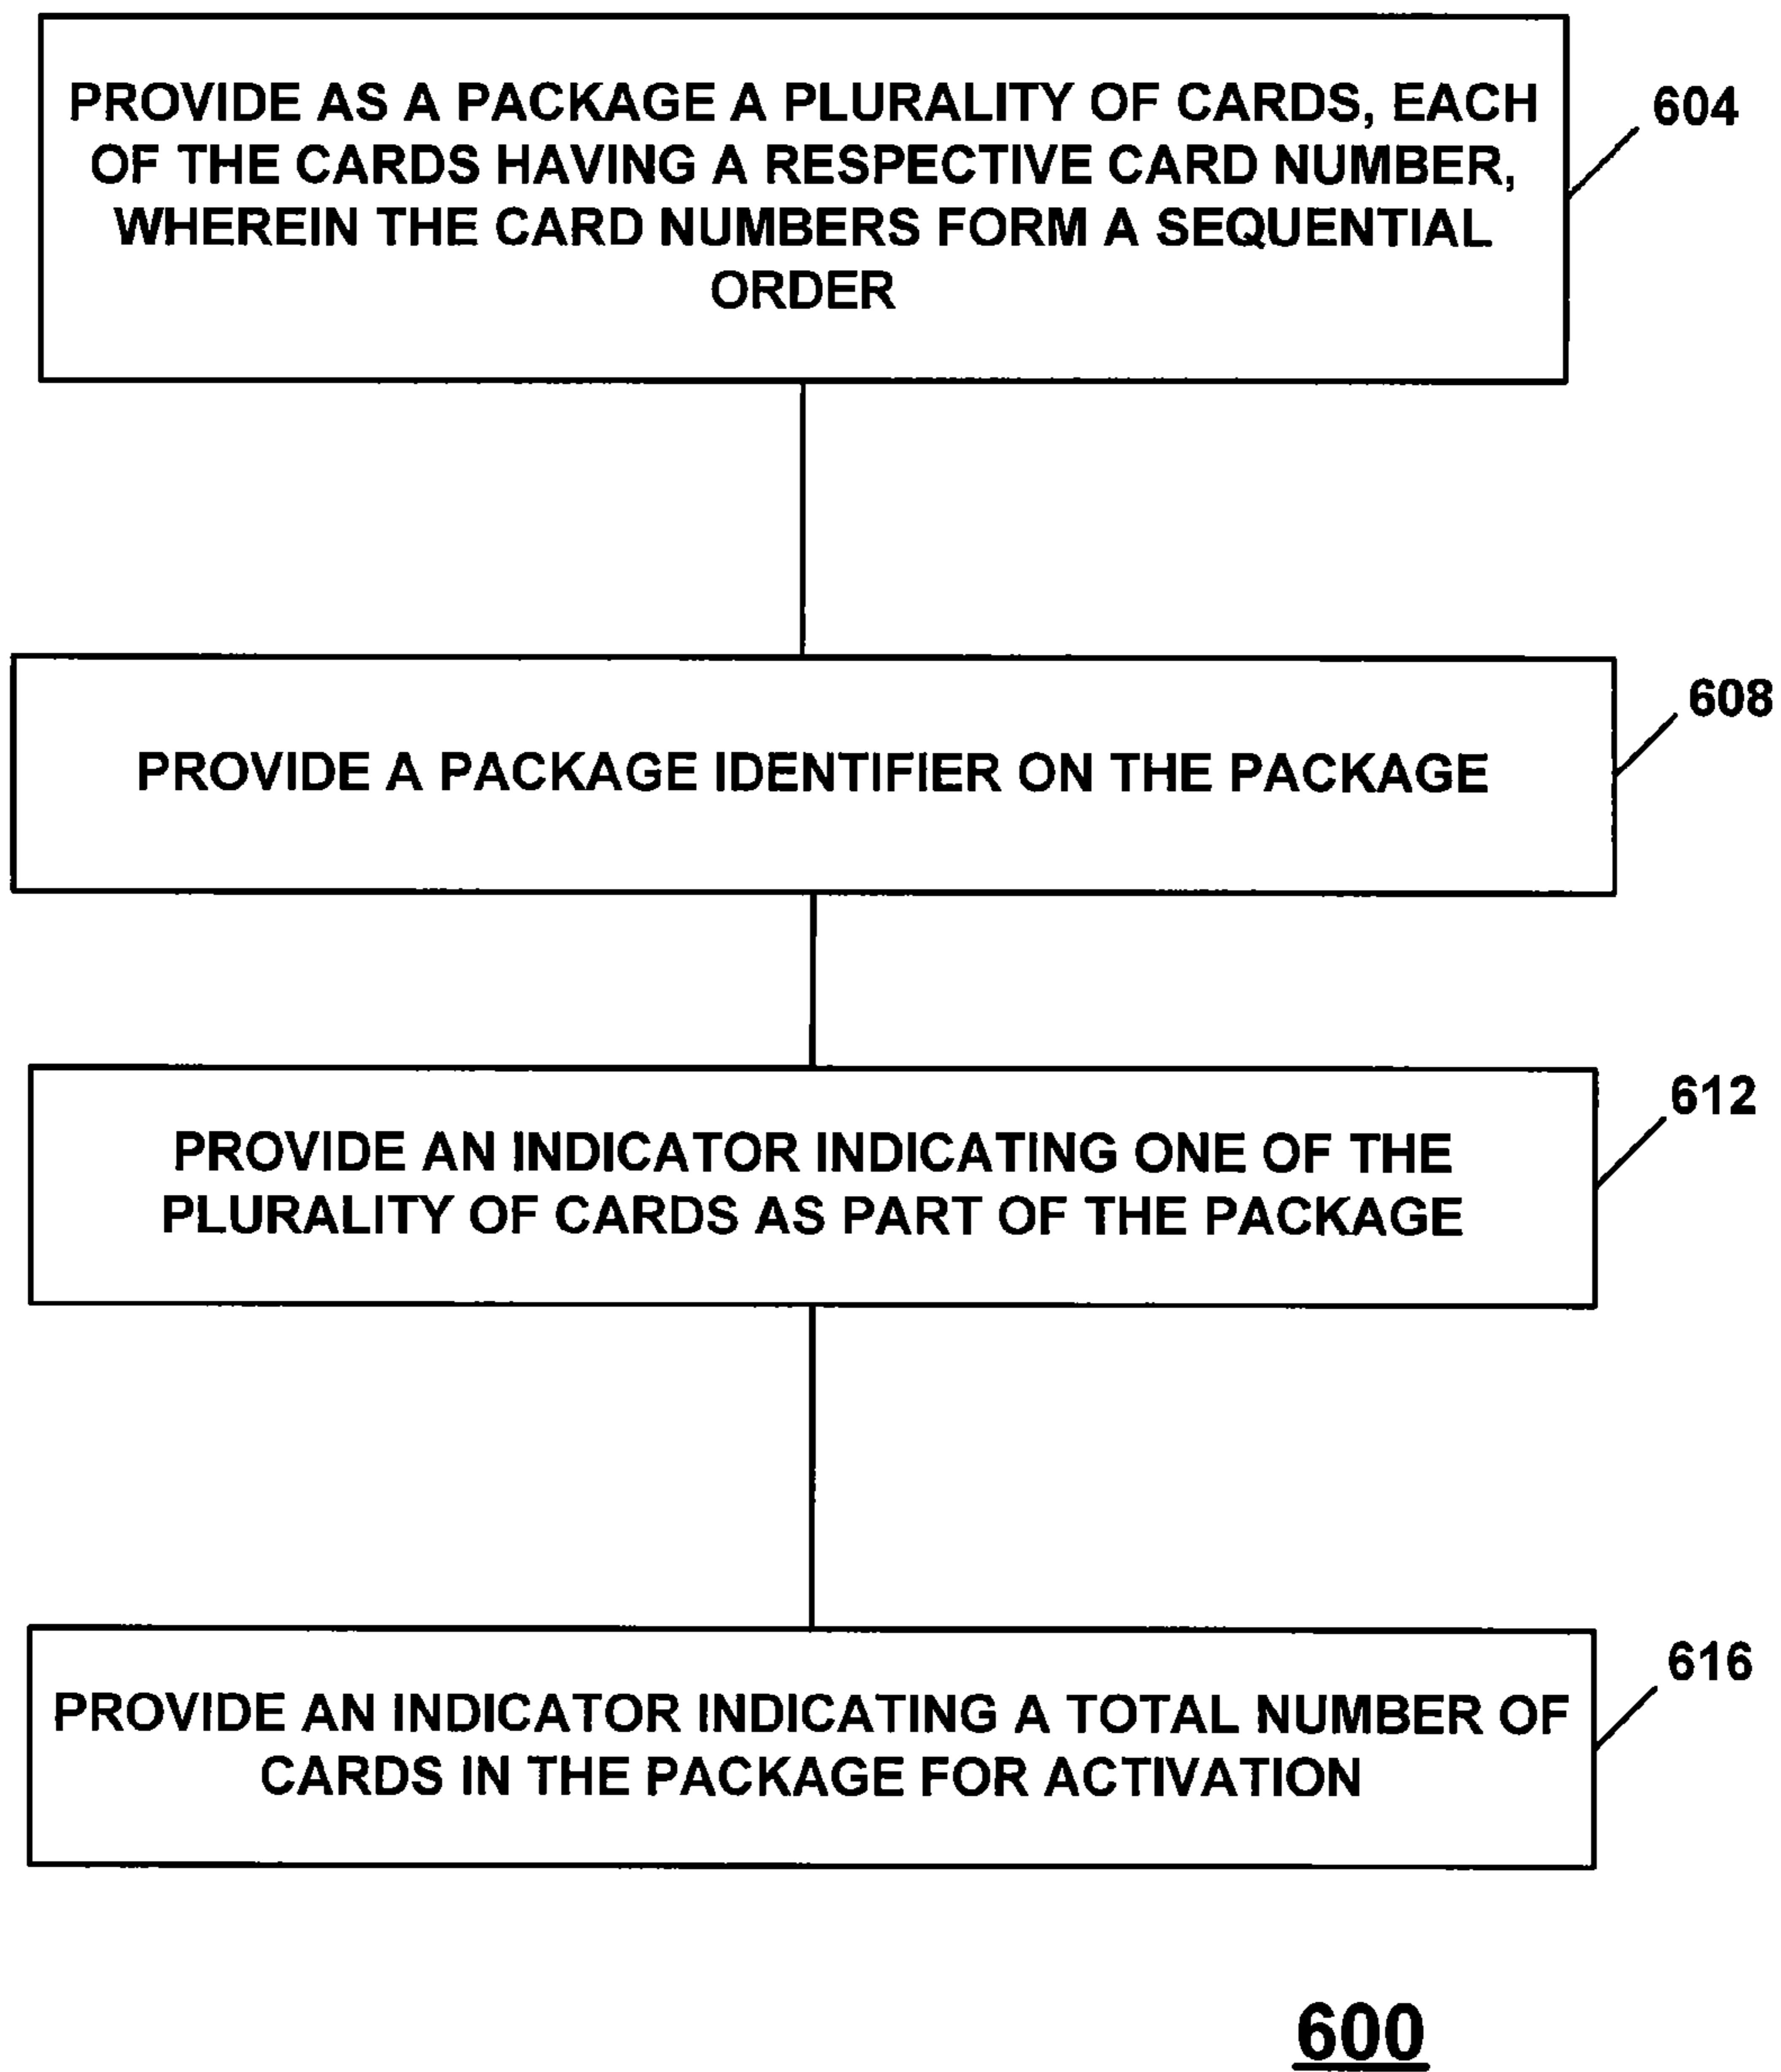 PROVIDE AS A PACKAGE A PLURALITY OF CARDS, EACH
OF THE CARDS HAVING A RESPECTIVE CARD NUMBER,
WHEREIN THE CARD NUMBERS FORM A SEQUENTIAL
ORDER
604
PROVIDE A PACKAGE IDENTIFIER ON THE PACKAGE
608
PROVIDE AN INDICATOR INDICATING ONE OF THE
PLURALITY OF CARDS AS PART OF THE PACKAGE
612
PROVIDE AN INDICATOR INDICATING A TOTAL NUMBER OF
CARDS IN THE PACKAGE FOR ACTIVATION
616
600